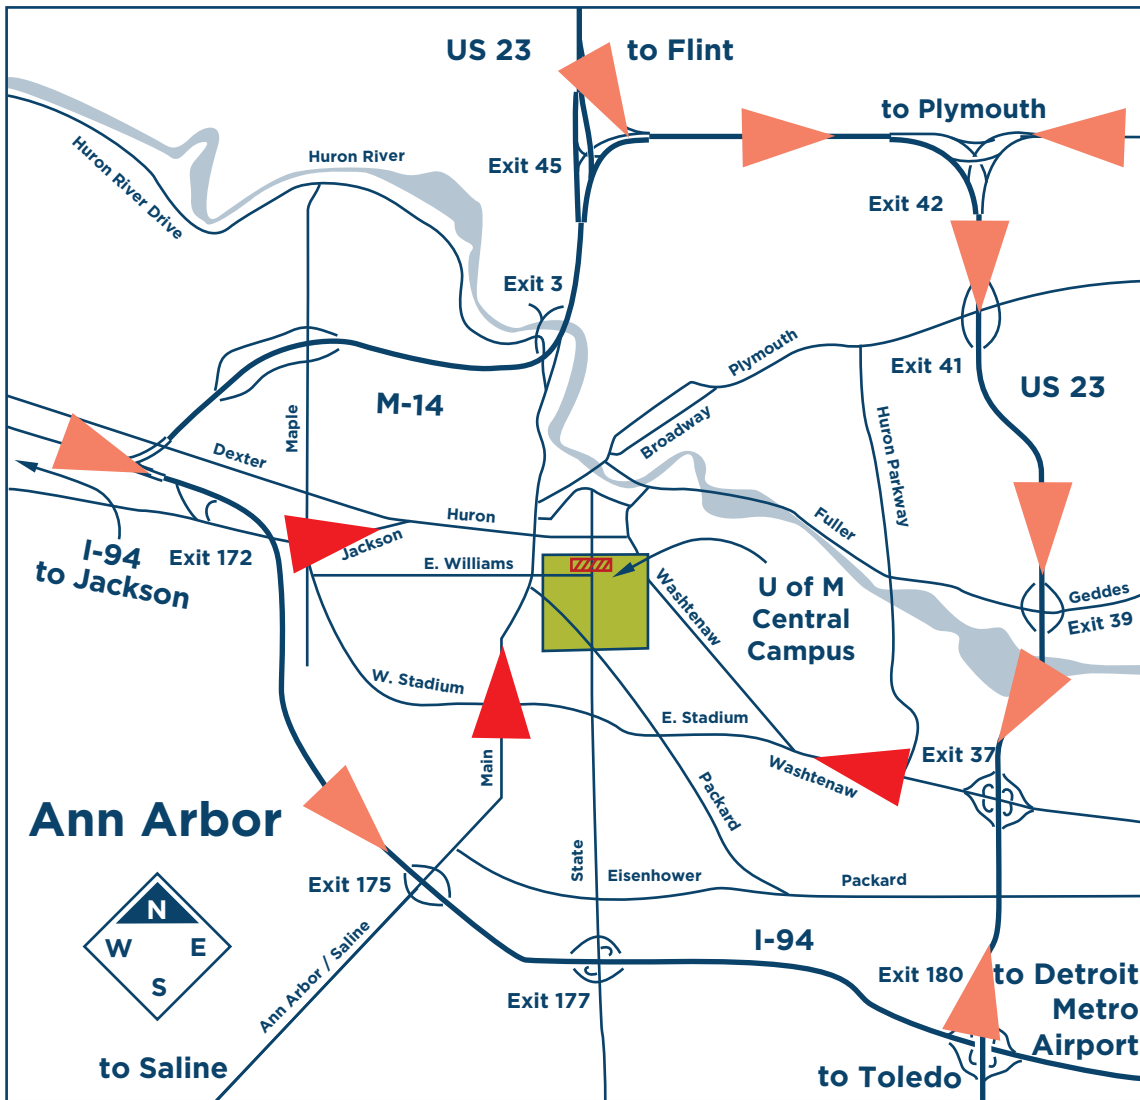 US 23
to Flint
to Plymouth
Huron River
Exit 45
Huron River Drive
Exit 42
Exit 3
Plymouth
Exit 41
US 23
M-14
Maple
Broadway
Huron Parkway
Dexter
Huron
Fuller
Jackson
I-94
to Jackson
Exit 172
E. Williams
Washtenaw
U of M
Central
Campus
Geddes
Exit 39
W. Stadium
E. Stadium
Main
Exit 37
Washtenaw
Packard
Ann Arbor
State
Exit 175
Eisenhower
Packard
N
W
E
S
Ann Arbor / Saline
I-94
Exit 180
to Detroit
Metro
Airport
Exit 177
to Saline
to Toledo